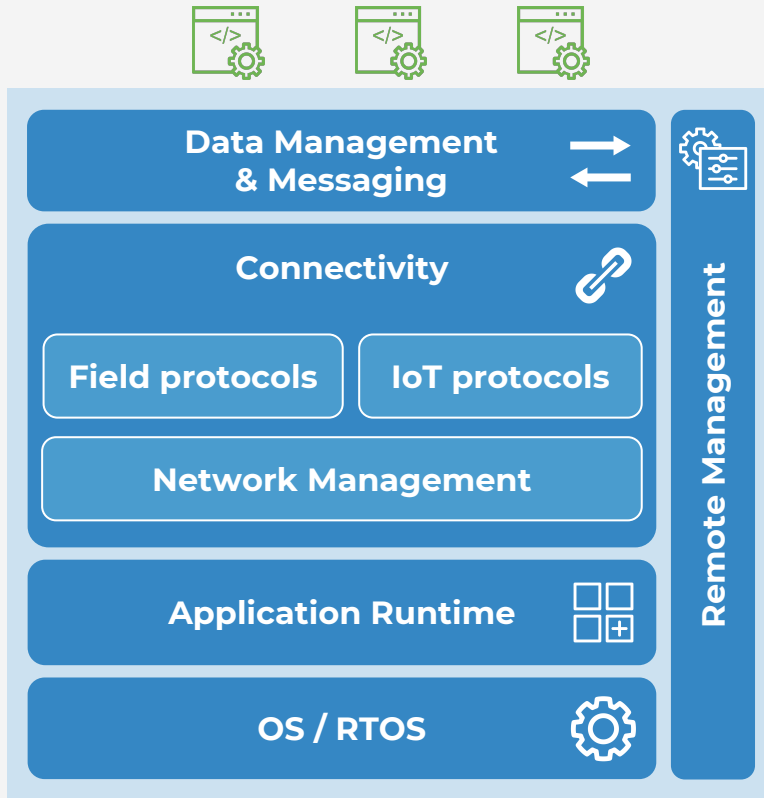 </>
</>
</>
Data Management
& Messaging
Connectivity
Field protocols
IoT protocols
Network Management
Application Runtime
OS / RTOS
Remote Management